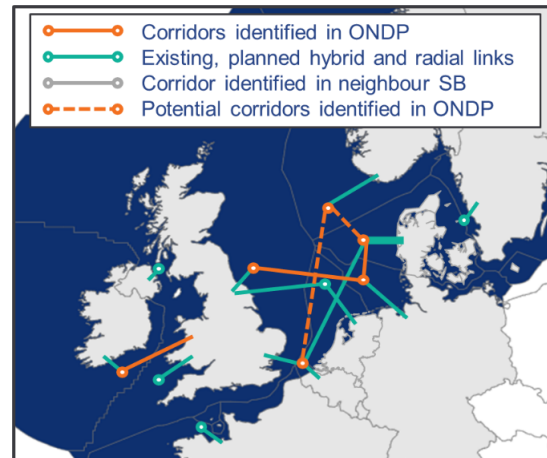 Corridors identified in ONDP
Existing, planned hybrid and radial links
Corridor identified in neighbour SB
Potential corridors identified in ONDP